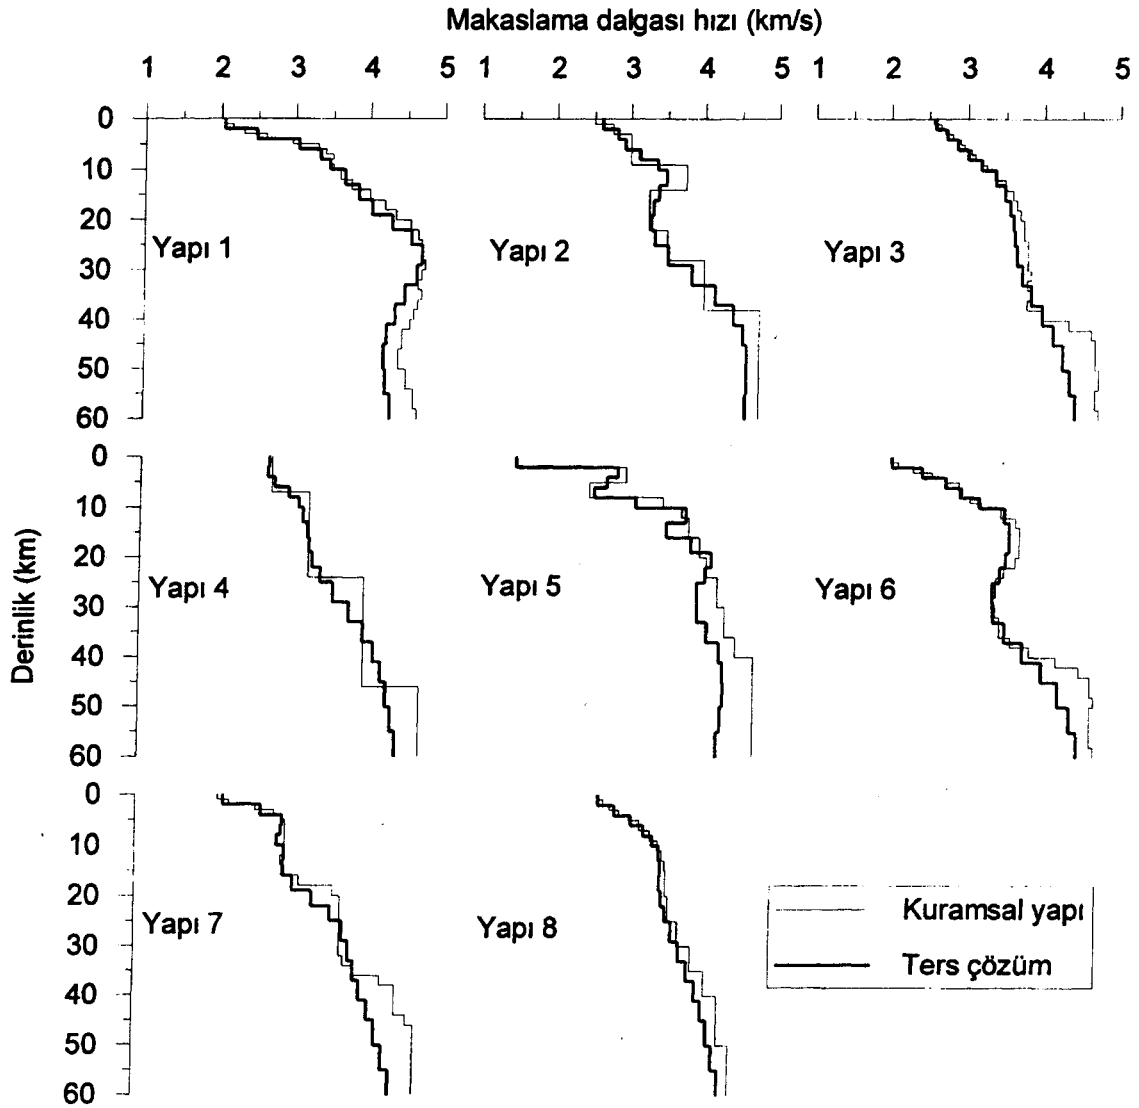 Makaslama dalgası hızı (km/s)
1 2 3 4 5 1 2 3 4 5 1 2 3 4 5
0
10
20
30
40
50
60
Yapı 1
Yapı 2
Yapı 3
Derinlik (km)
0
10
20
30
40
50
60
Yapı 4
Yapı 5
Yapı 6
0
10
20
30
40
50
60
Yapı 7
Yapı 8
Kuramsal yapı
Ters çözüm